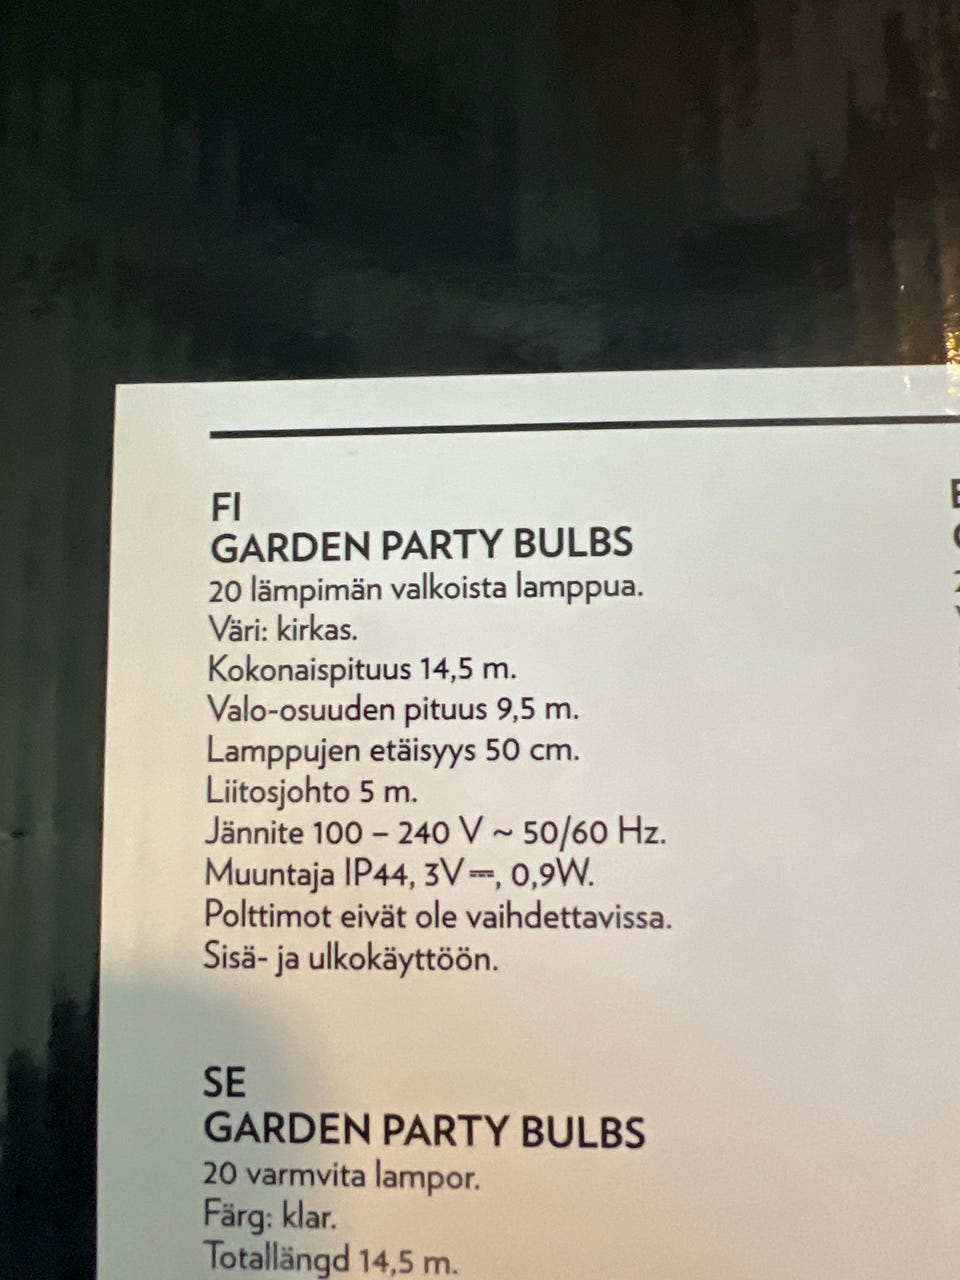 FI
GARDEN PARTY BULBS
20 lämpimän valkoista lamppua.
Väri: kirkas.
Kokonaispituus 14,5 m.
Valo-osuuden pituus 9,5 m.
Lamppujen etäisyys 50 cm.
Liitosjohto 5 m.
Jännite 100 – 240 V ~ 50/60 Hz.
Muuntaja IP44, 3V⎓, 0,9W.
Polttimot eivät ole vaihdettavissa.
Sisä- ja ulkokäyttöön.
SE
GARDEN PARTY BULBS
20 varmvita lampor.
Färg: klar.
Totallängd 14,5 m.